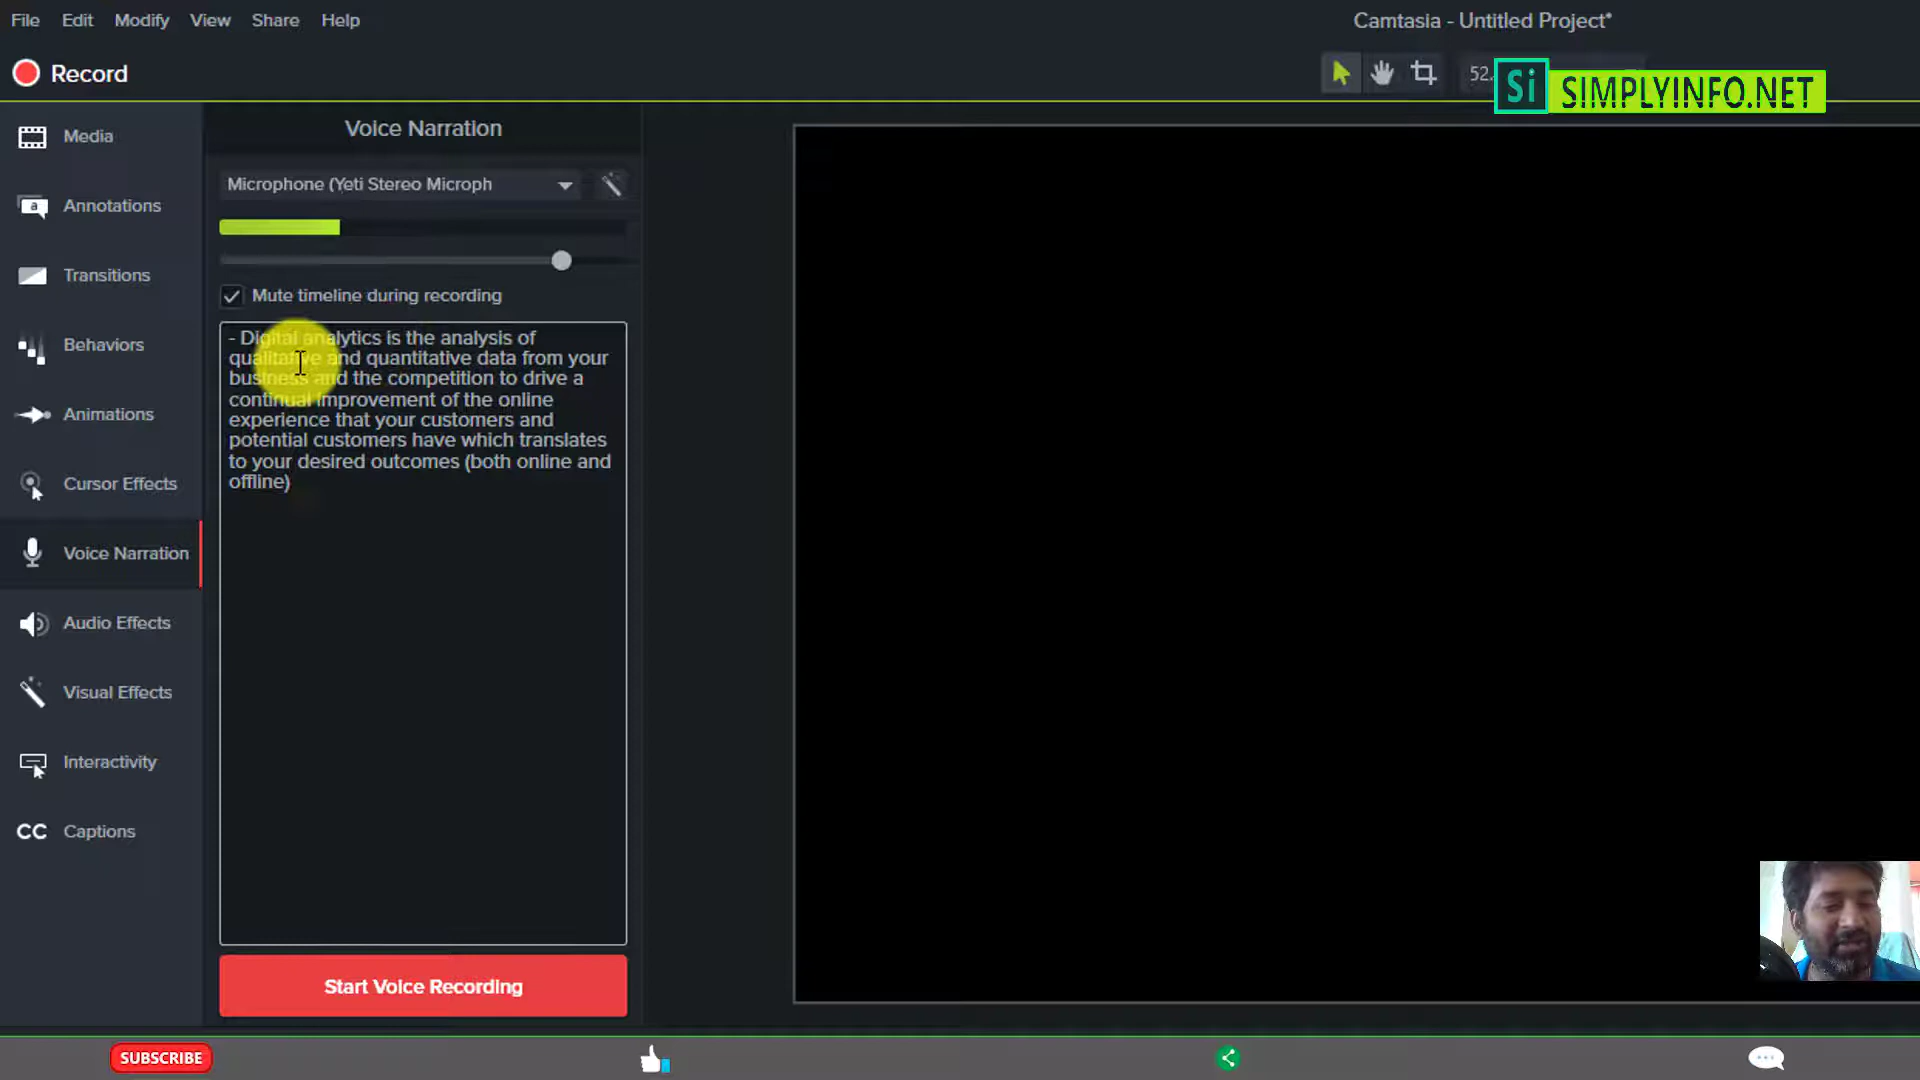 File Edit Modify View Share Help
Camtasia - Untitled Project*
Record
52.
Si SIMPLYINFO.NET
Media
Annotations
Transitions
Behaviors
Animations
Cursor Effects
Voice Narration
Audio Effects
Visual Effects
Interactivity
CC Captions
Voice Narration
Microphone (Yeti Stereo Microph
Mute timeline during recording
- Digital analytics is the analysis of
qualitative and quantitative data from your
business and the competition to drive a
continual improvement of the online
experience that your customers and
potential customers have which translates
to your desired outcomes (both online and
offline)
Start Voice Recording
SUBSCRIBE